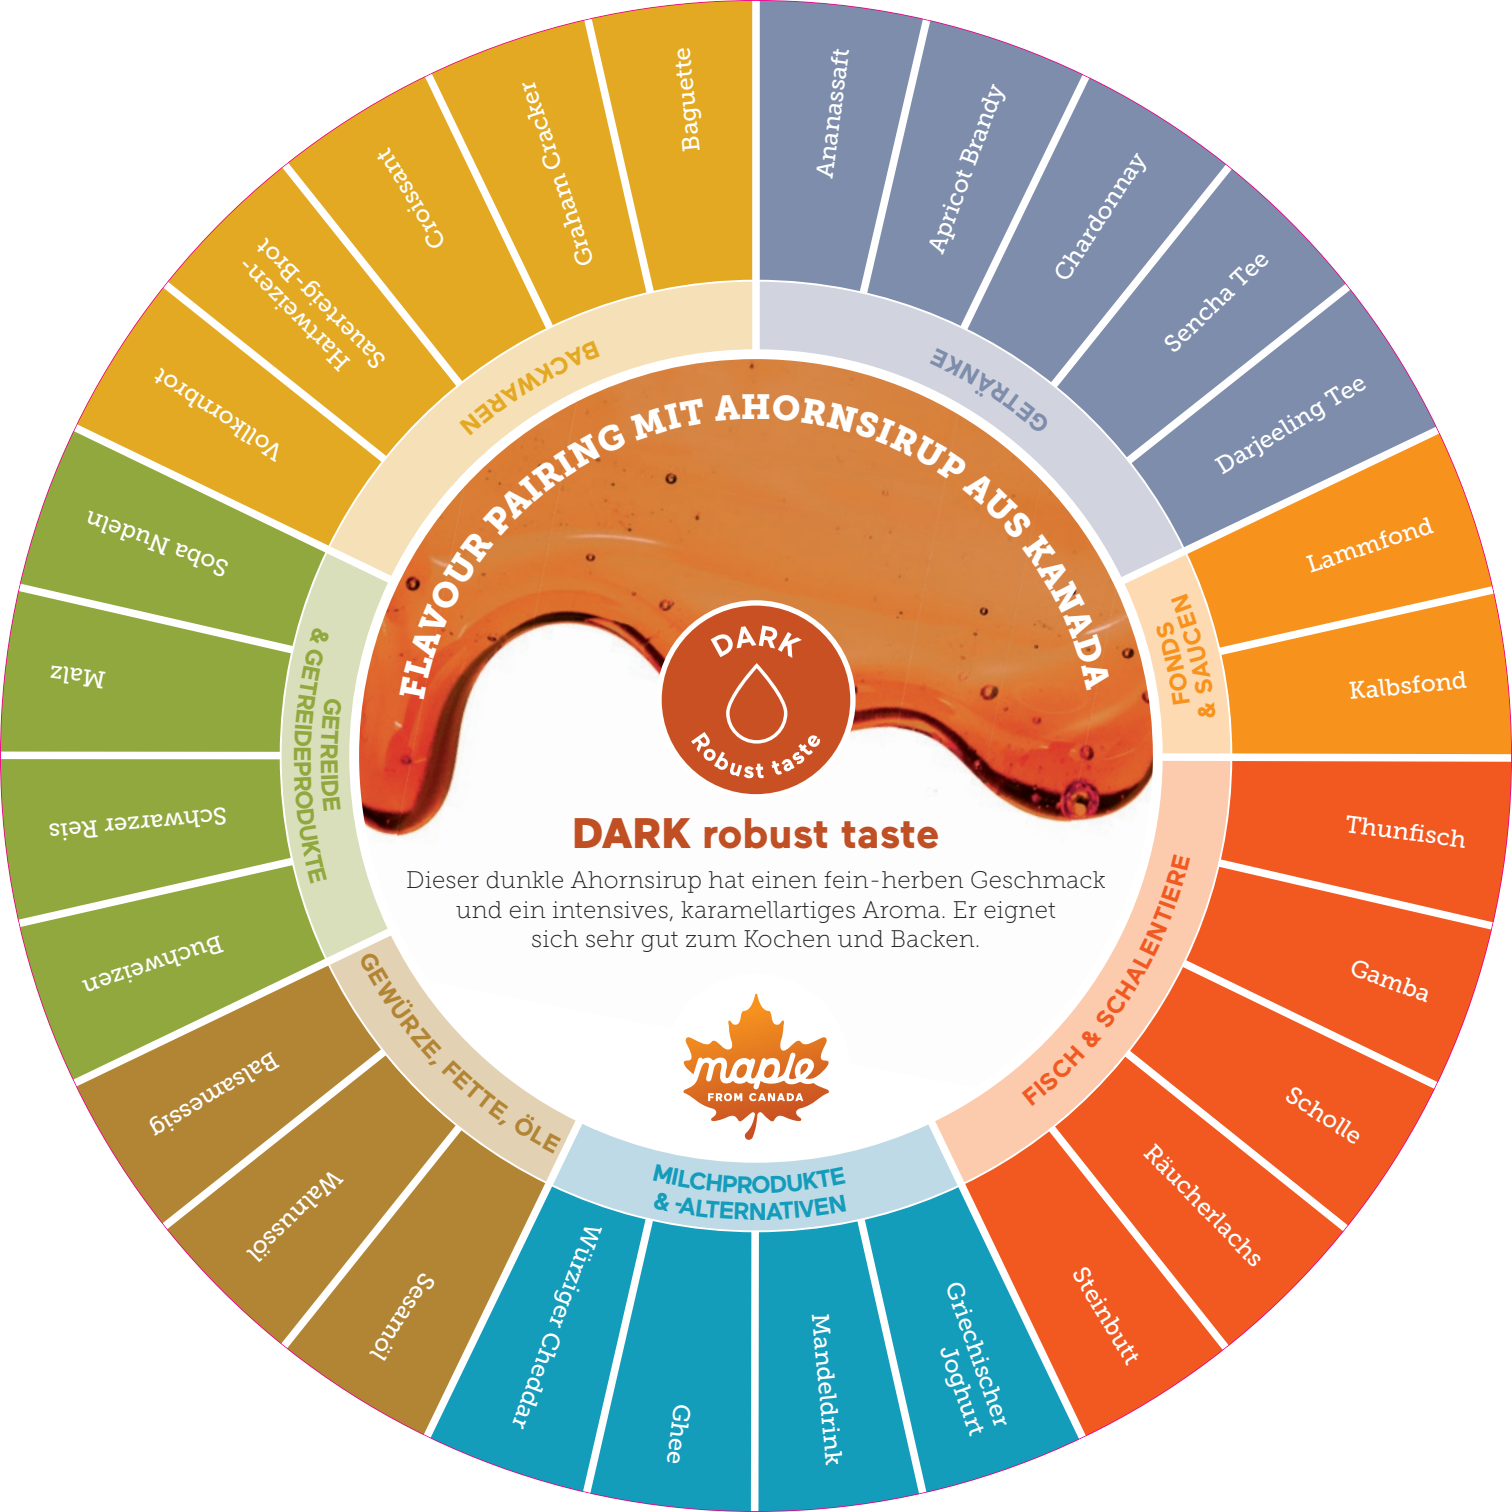 FLAVOUR PAIRING MIT AHORNSIRUP AUS KANADA
DARK
Robust taste
DARK robust taste
Dieser dunkle Ahornsirup hat einen fein-herben Geschmack
und ein intensives, karamellartiges Aroma. Er eignet
sich sehr gut zum Kochen und Backen.
maple
FROM CANADA
GETRÄNKE
Ananassaft
Apricot Brandy
Chardonnay
Sencha Tee
Darjeeling Tee
FONDS
& SAUCEN
Lammfond
Kalbsfond
FISCH & SCHALENTIERE
Thunfisch
Gamba
Scholle
Räucherlachs
Steinbutt
MILCHPRODUKTE
& -ALTERNATIVEN
Griechischer
Joghurt
Mandeldrink
Ghee
Würziger Cheddar
GEWÜRZE, FETTE, ÖLE
Sesamöl
Walnussöl
Balsamessig
GETREIDE
& GETREIDEPRODUKTE
Buchweizen
Schwarzer Reis
Malz
Soba Nudeln
BACKWAREN
Vollkornbrot
Hartweizen-
Sauerteig-Brot
Croissant
Graham Cracker
Baguette